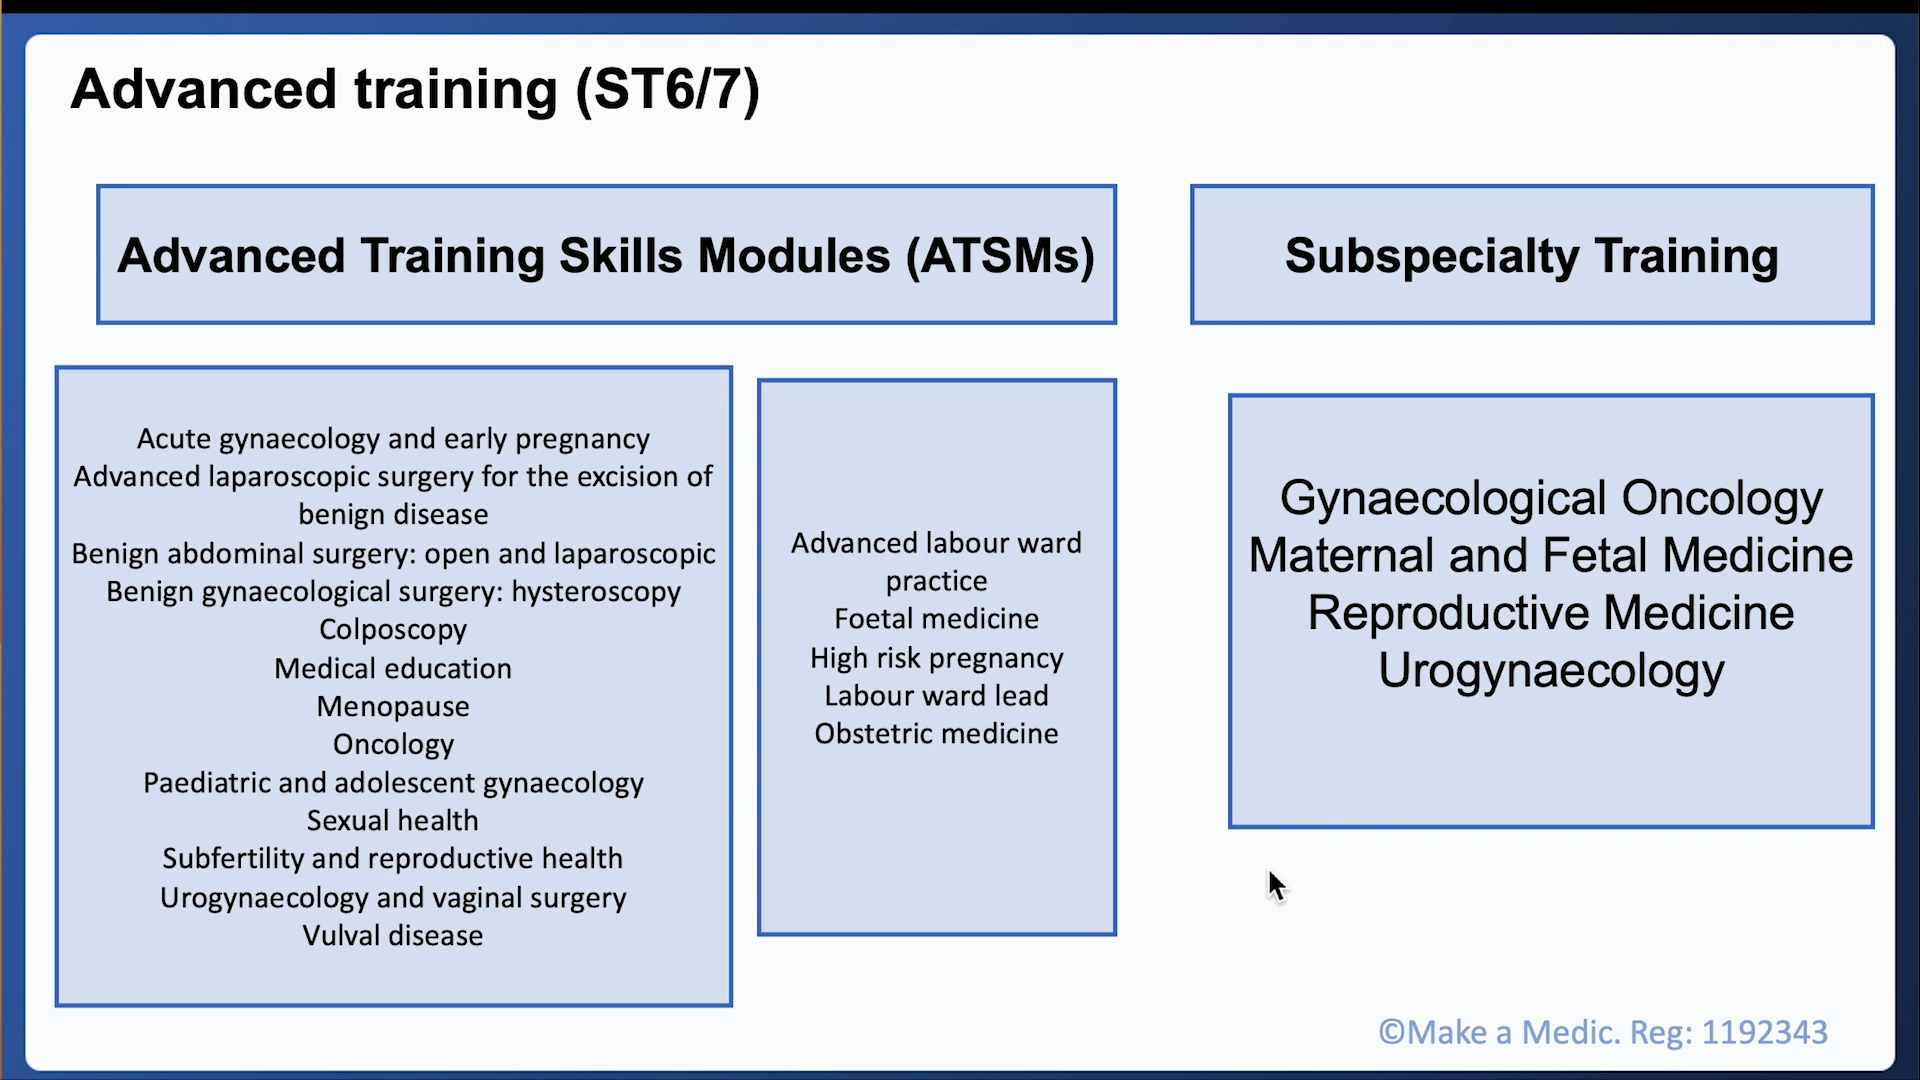 Advanced training (ST6/7)
Advanced Training Skills Modules (ATSMs)
Subspecialty Training
Acute gynaecology and early pregnancy
Advanced laparoscopic surgery for the excision of
benign disease
Benign abdominal surgery: open and laparoscopic
Benign gynaecological surgery: hysteroscopy
Colposcopy
Medical education
Menopause
Oncology
Paediatric and adolescent gynaecology
Sexual health
Subfertility and reproductive health
Urogynaecology and vaginal surgery
Vulval disease
Advanced labour ward
practice
Foetal medicine
High risk pregnancy
Labour ward lead
Obstetric medicine
Gynaecological Oncology
Maternal and Fetal Medicine
Reproductive Medicine
Urogynaecology
©Make a Medic. Reg: 1192343